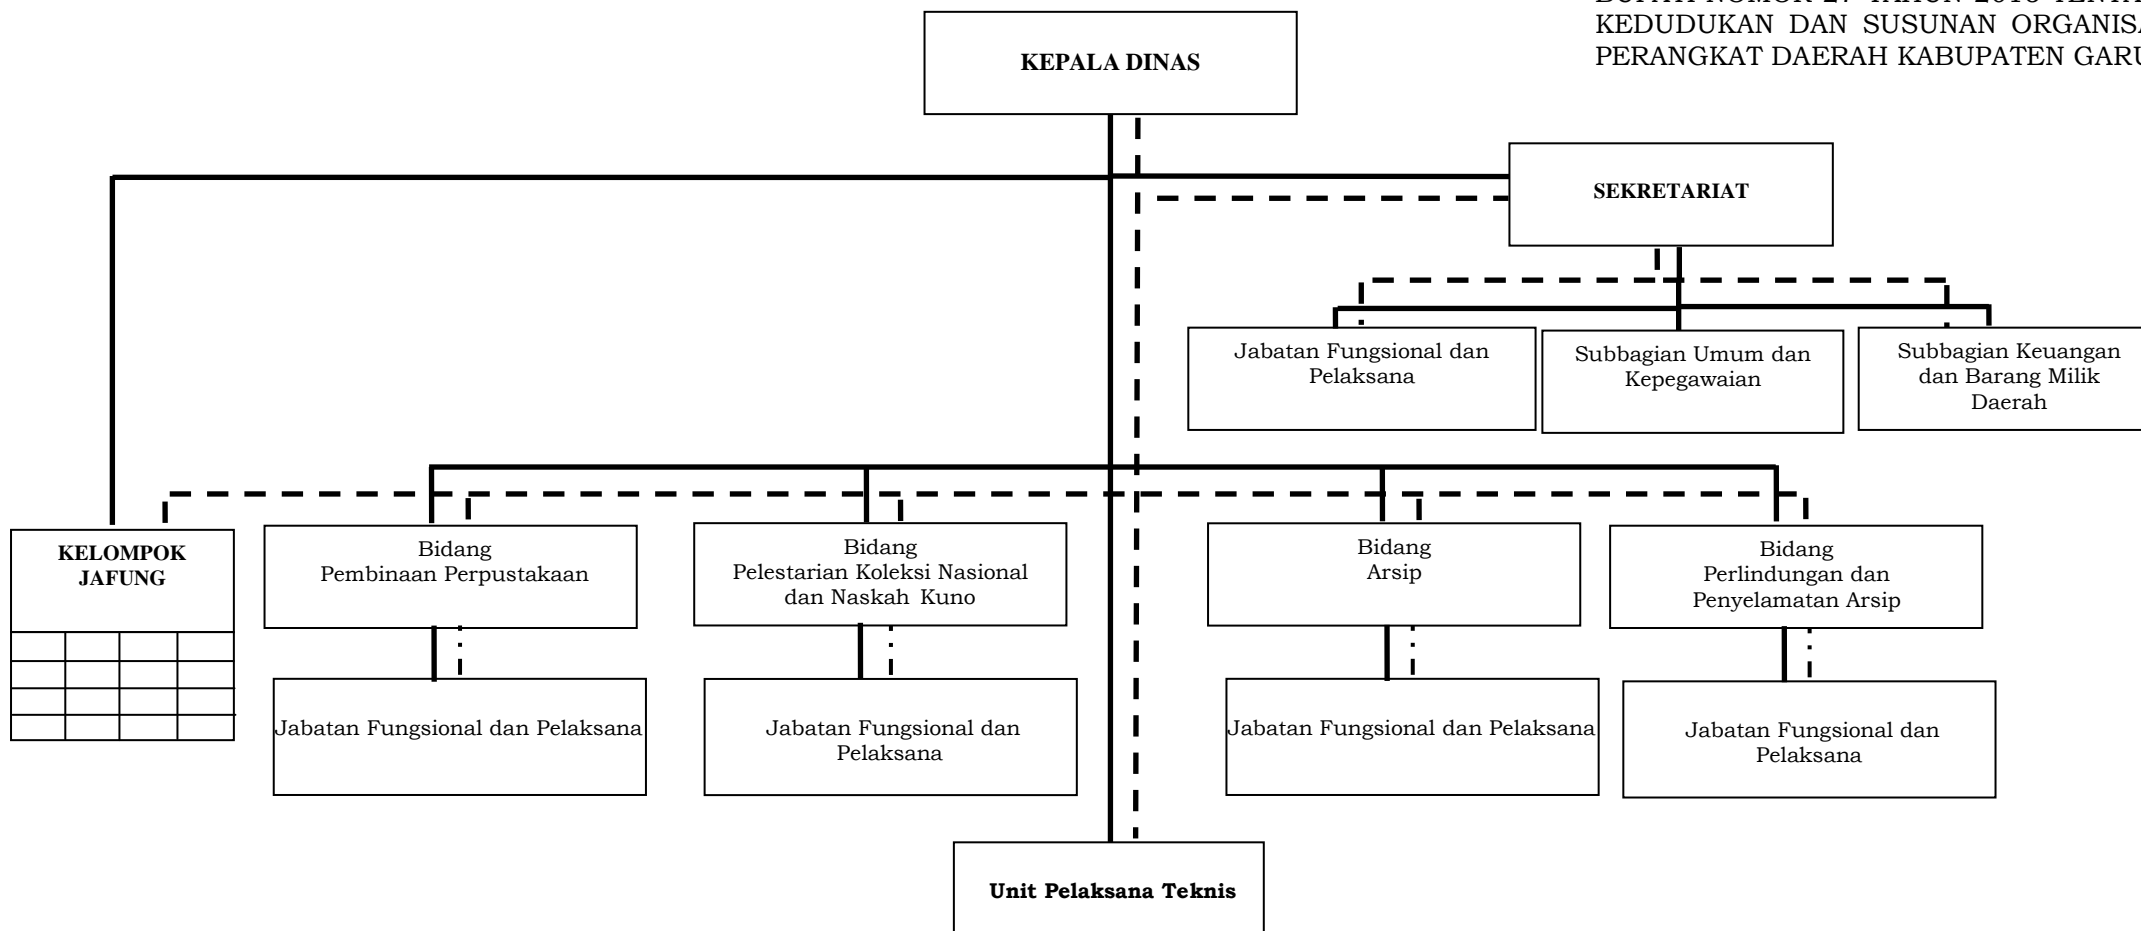 KEDUDUKAN DAN SUSUNAN ORGANISA
PERANGKAT DAERAH KABUPATEN GARU
KEPALA DINAS
SEKRETARIAT
Jabatan Fungsional dan
Pelaksana
Subbagian Umum dan
Kepegawaian
Subbagian Keuangan
dan Barang Milik
Daerah
KELOMPOK
JAFUNG
Bidang
Pembinaan Perpustakaan
Bidang
Pelestarian Koleksi Nasional
dan Naskah Kuno
Bidang
Arsip
Bidang
Perlindungan dan
Penyelamatan Arsip
Jabatan Fungsional dan Pelaksana
Jabatan Fungsional dan
Pelaksana
Jabatan Fungsional dan Pelaksana
Jabatan Fungsional dan
Pelaksana
Unit Pelaksana Teknis